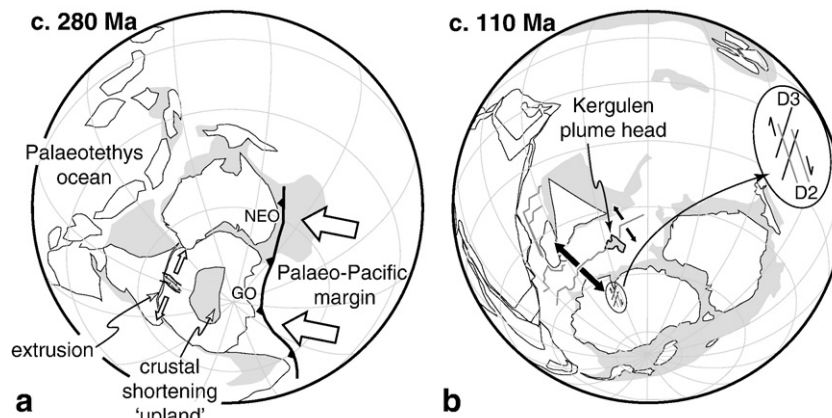 c. 280 Ma
Palaeotethys
ocean
NEO
Palaeo-Pacific
margin
GO
extrusion
crustal
shortening
'upland'
a
c. 110 Ma
Kergulen
plume head
D3
D2
b